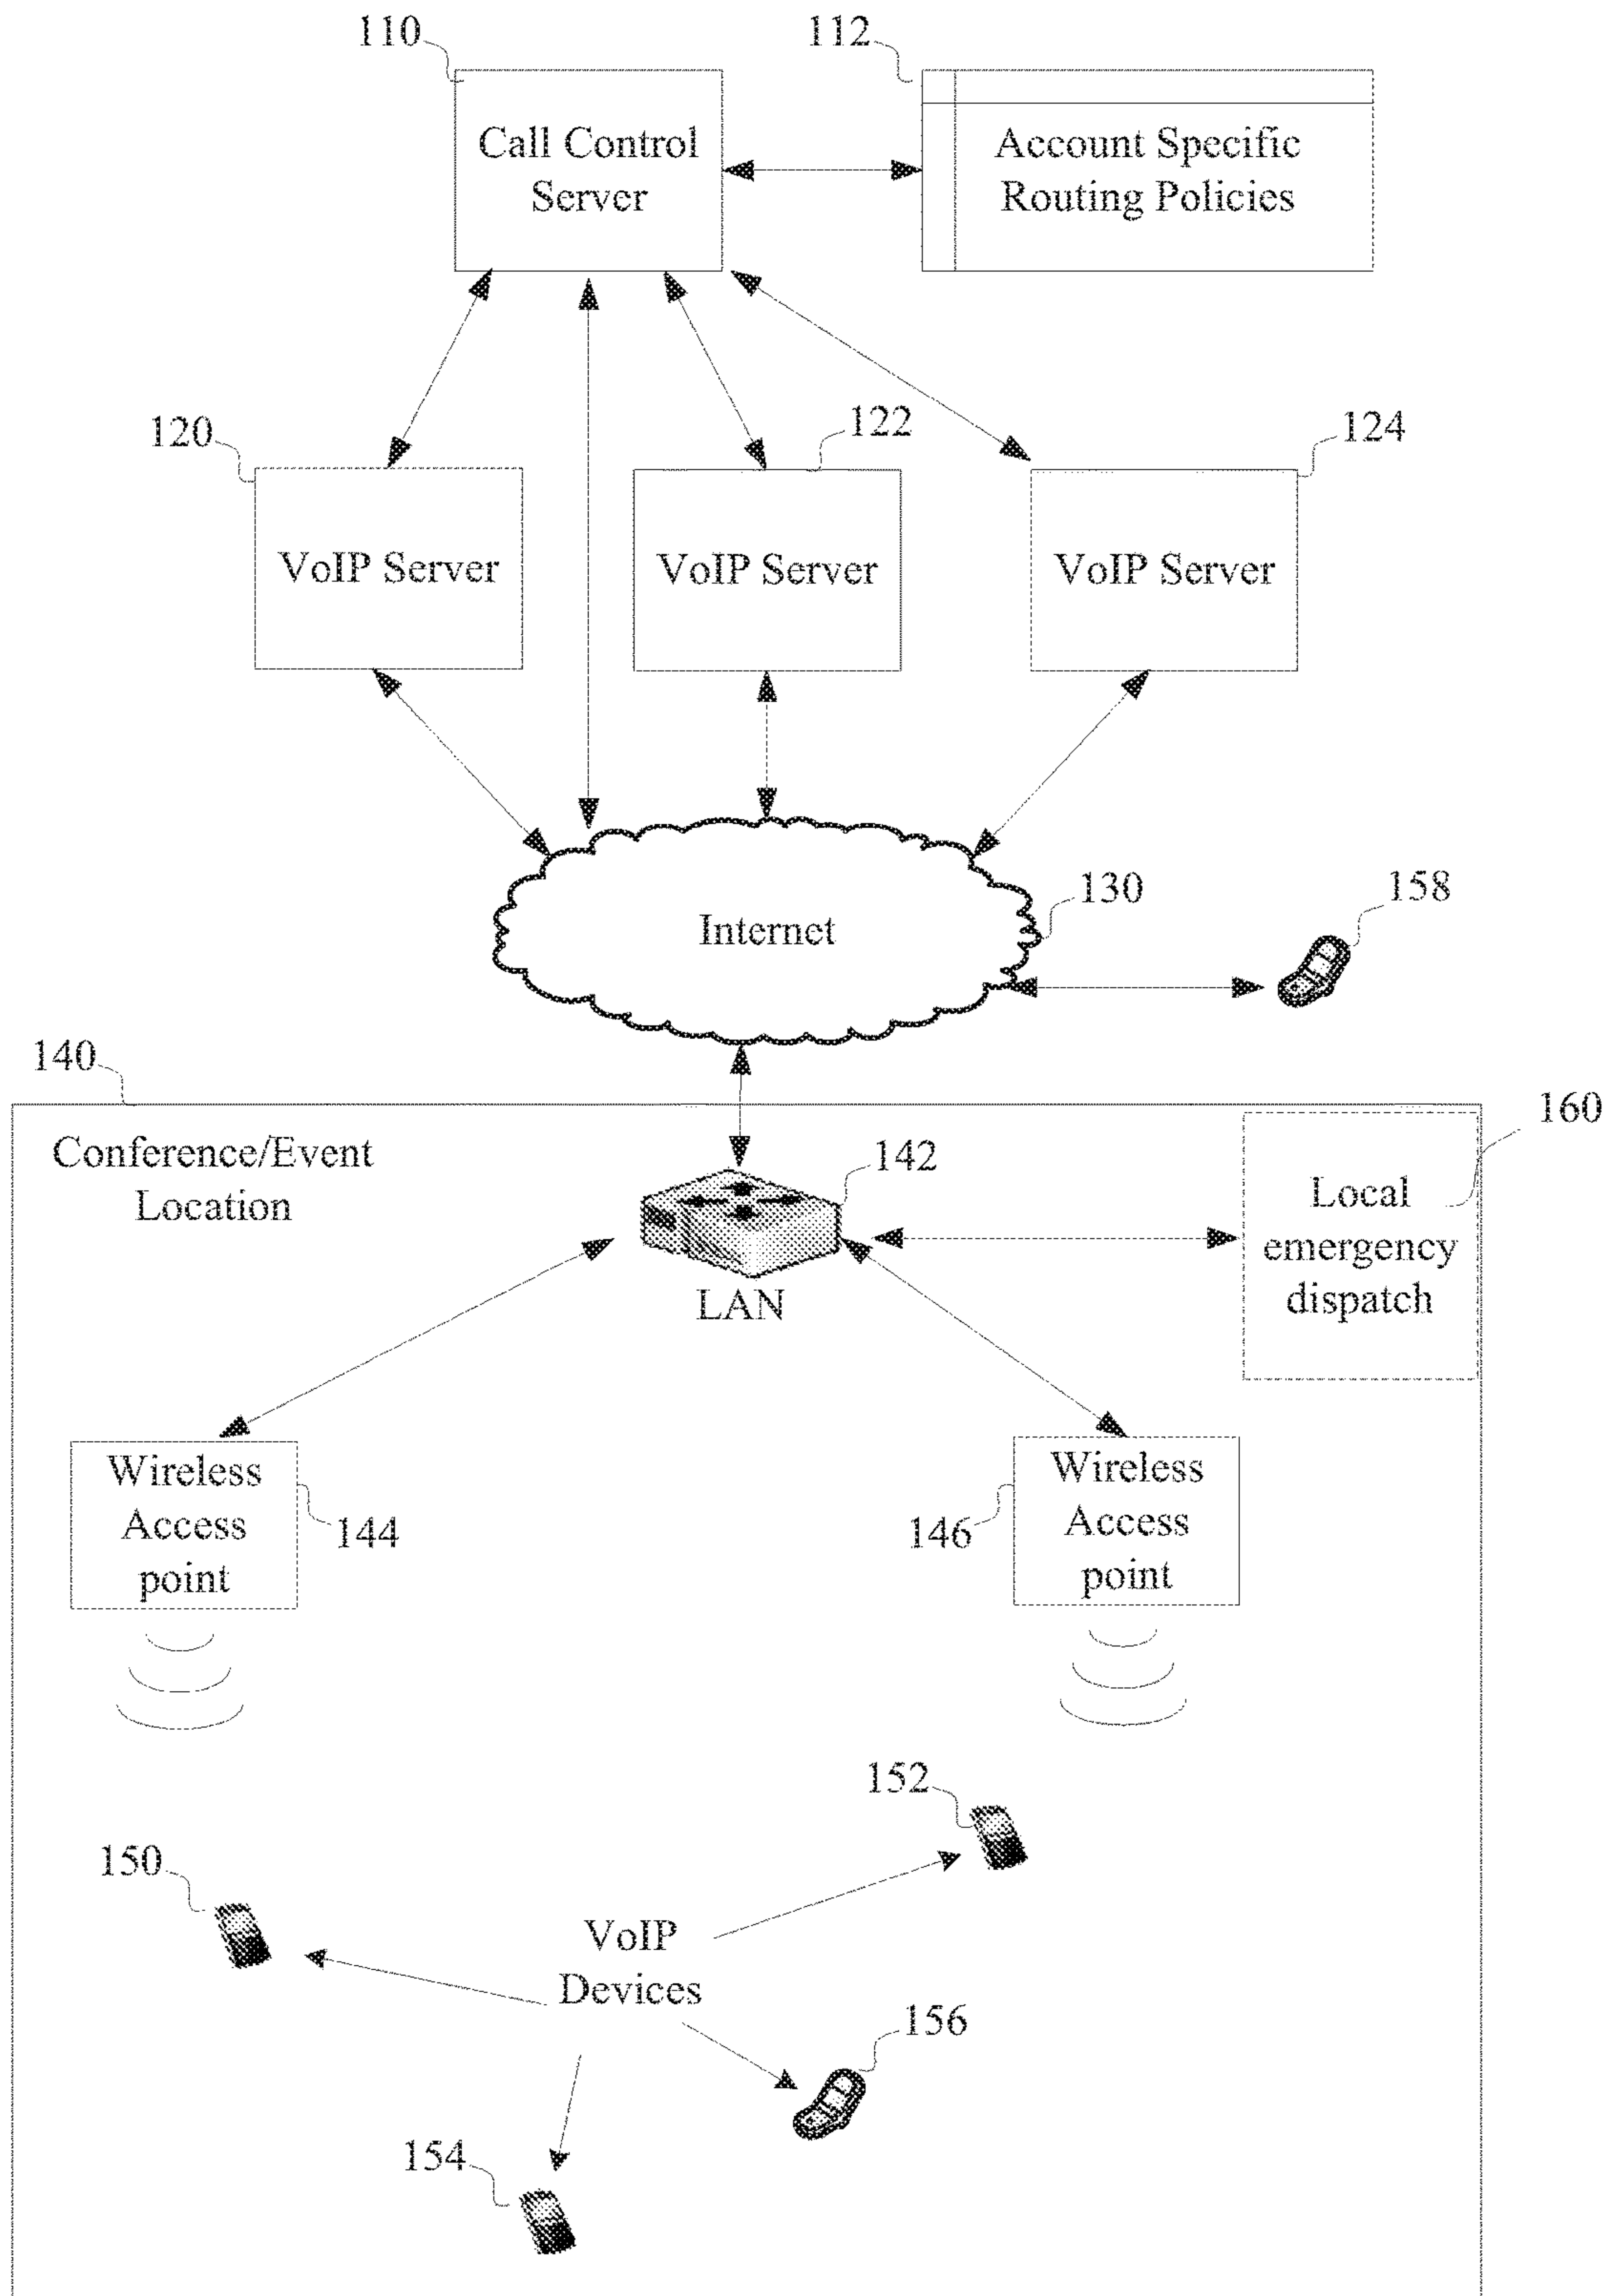 110
112
Call Control
Server
Account Specific
Routing Policies
120
122
124
VoIP Server
VoIP Server
VoIP Server
130
158
Internet
140
160
Conference/Event
Location
142
Local
emergency
dispatch
LAN
Wireless
Access
point
144
146
Wireless
Access
point
152
150
VoIP
Devices
156
154